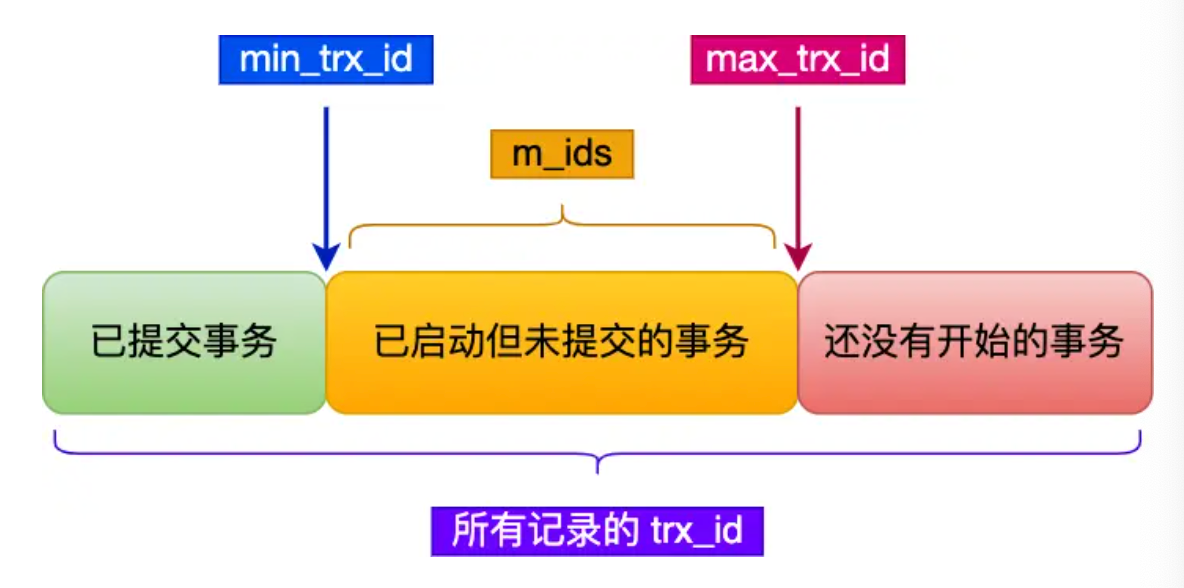 min_trx_id
max_trx_id
m_ids
已提交事务
已启动但未提交的事务
还没有开始的事务
所有记录的 trx_id